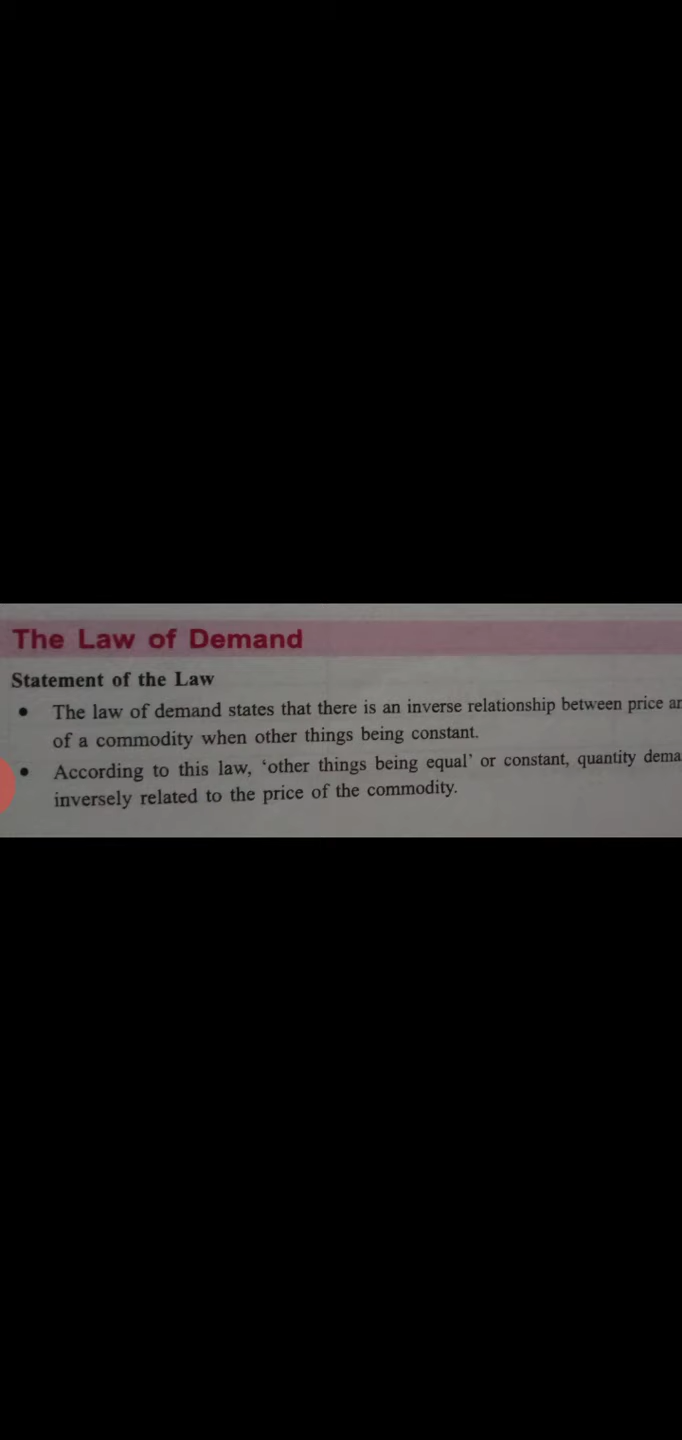 The Law of Demand
Statement of the Law
• The law of demand states that there is an inverse relationship between price
of a commodity when other things being constant.
• According to this law, ‘other things being equal’ or constant, quantity
inversely related to the price of the commodity.